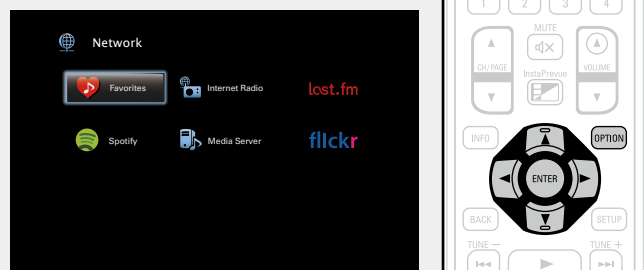 Network
Favorites
Internet Radio
lost.fm
Spotify
Media Server
flickr
1 2 3 4
MUTE
CH/PAGE
InstaPrevue
VOLUME
INFO
OPTION
ENTER
BACK
SETUP
TUNE − TUNE +